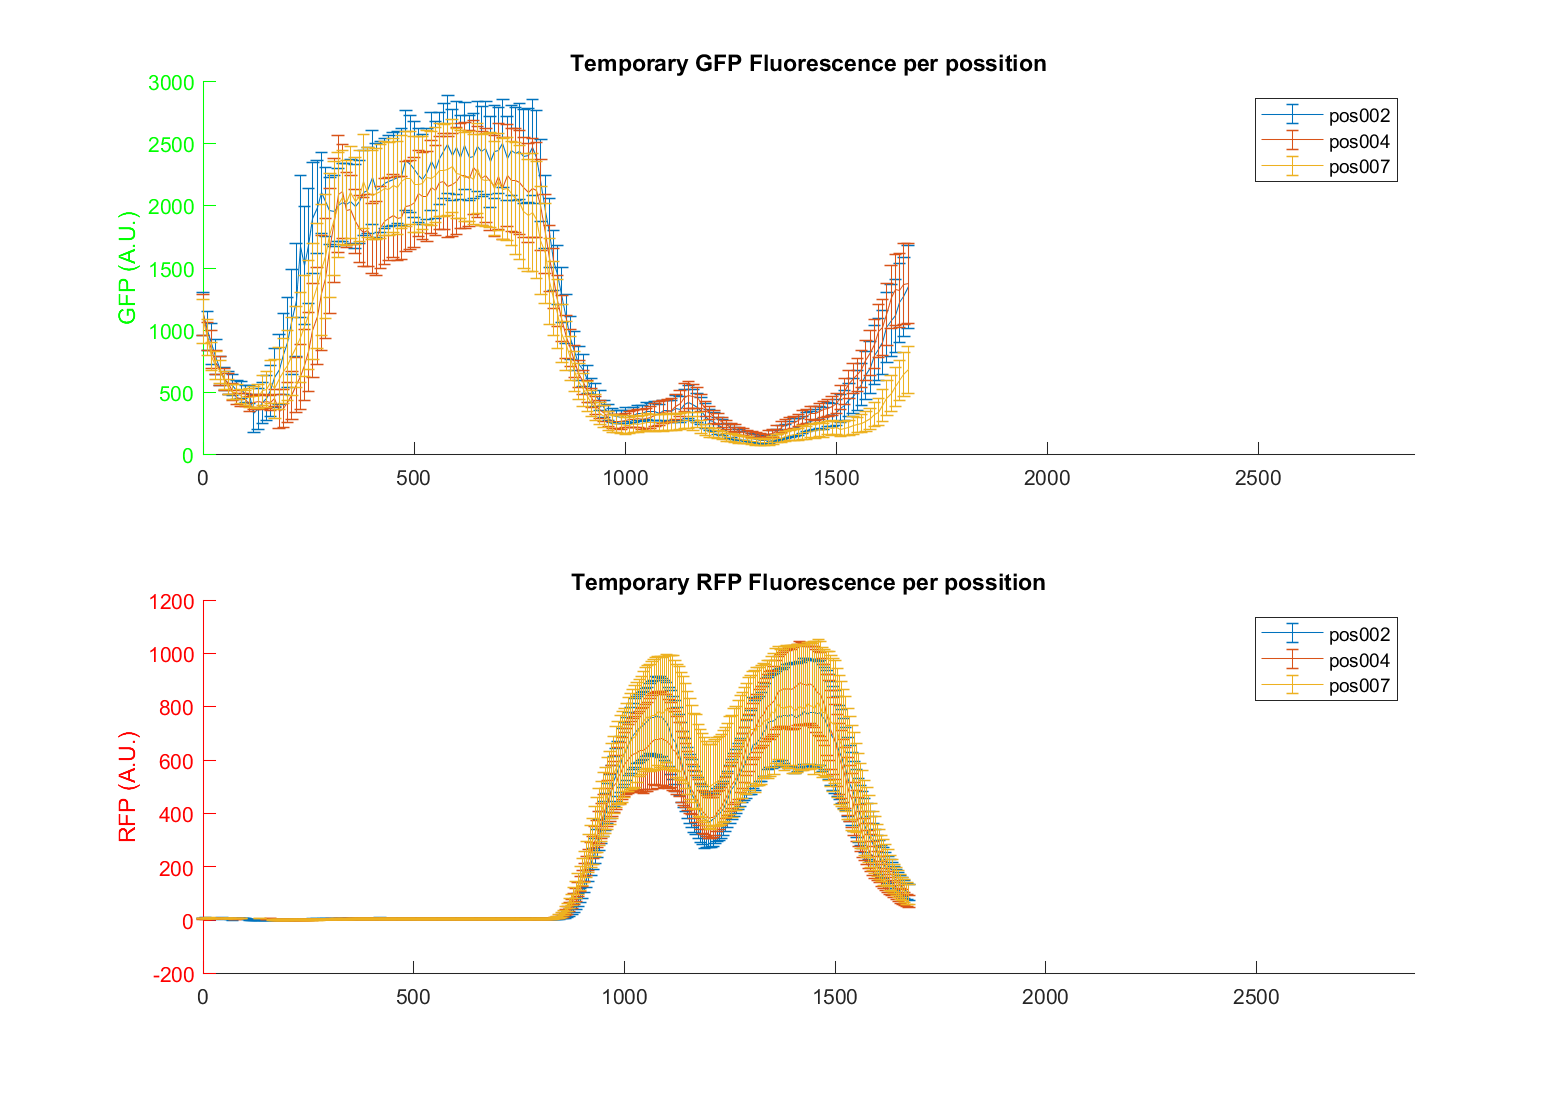 Temporary GFP Fluorescence per possition
GFP (A.U.)
3000
2500
2000
1500
1000
500
0
0 500 1000 1500 2000 2500
pos002
pos004
pos007
Temporary RFP Fluorescence per possition
RFP (A.U.)
1200
1000
800
600
400
200
0
-200
0 500 1000 1500 2000 2500
pos002
pos004
pos007